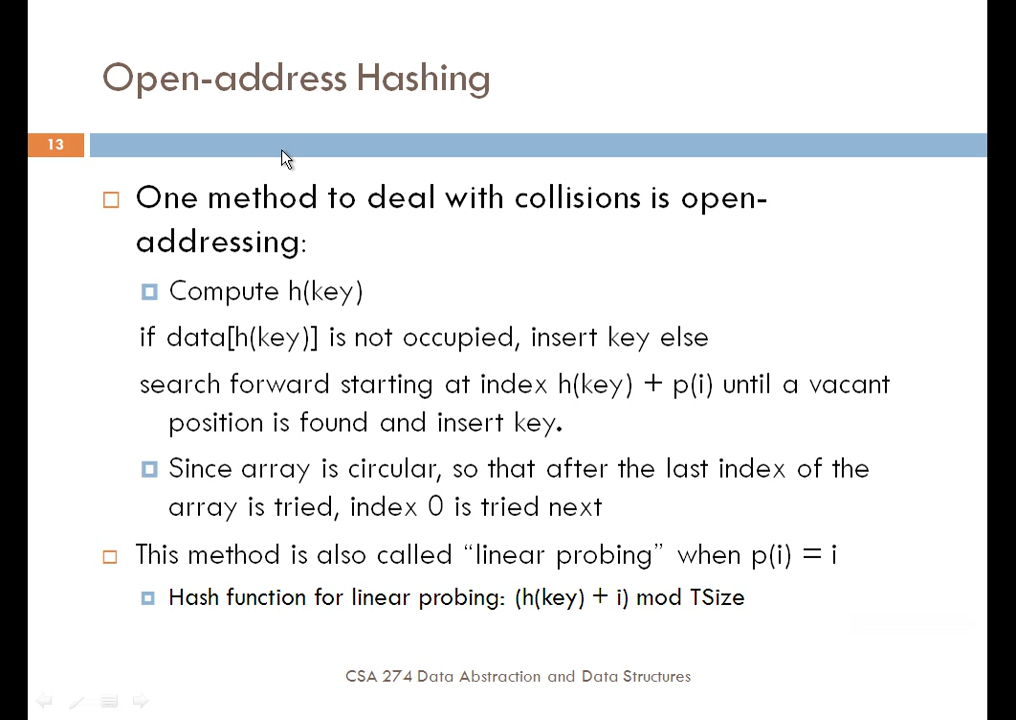 Open-address Hashing
13
One method to deal with collisions is open-
addressing:
Compute h(key)
if data[h(key)] is not occupied, insert key else
search forward starting at index h(key) + p(i) until a vacant
position is found and insert key.
Since array is circular, so that after the last index of the
array is tried, index 0 is tried next
This method is also called “linear probing” when p(i) = i
Hash function for linear probing: (h(key) + i) mod TSize
CSA 274 Data Abstraction and Data Structures